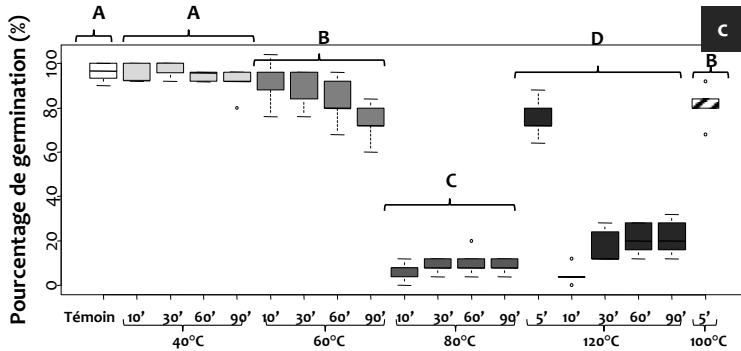 A A B C D B C
Pourcentage de germination (%)
100
80
60
40
20
0
Témoin 10' 30' 60' 90' 10' 30' 60' 90' 10' 30' 60' 90' 5' 10' 30' 60' 90' 5'
40°C 60°C 80°C 120°C 100°C